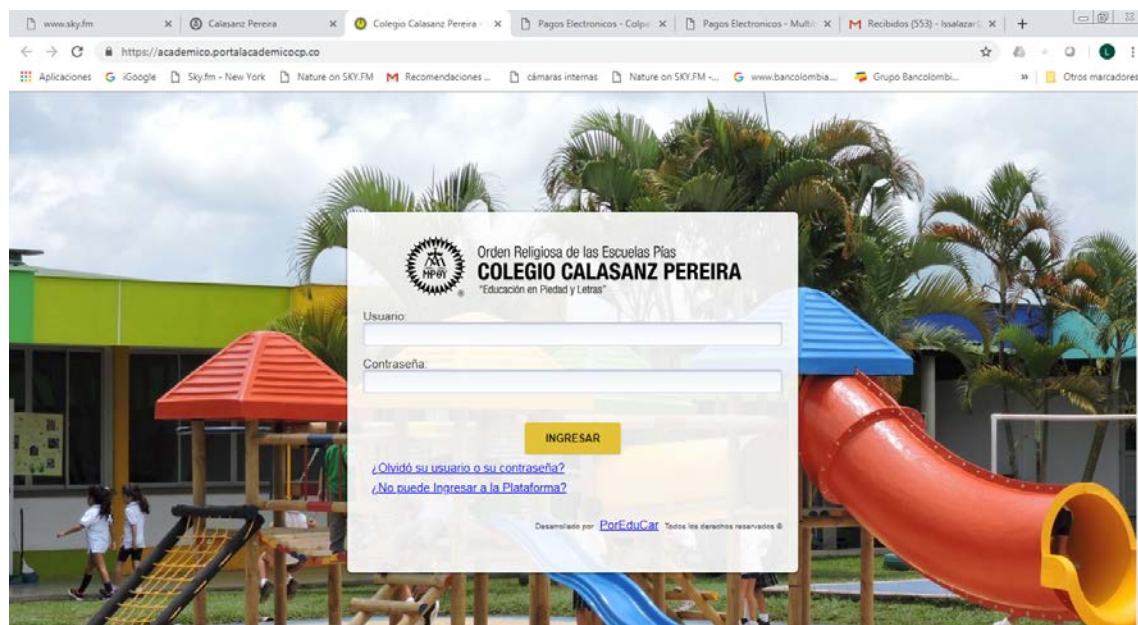 www.sky.fm
Calasanz Pereira
Colegio Calasanz Pereira -
Pagos Electronicos - Colpa
Pagos Electronicos - Multi
Recibidos (553) - Issalazar
https://academico.portalacademicocp.co
L
Aplicaciones
iGoogle
Sky.fm - New York
Nature on SKY.FM
Recomendaciones ...
cámaras internas
Nature on SKY.FM -...
www.bancolombia....
Grupo Bancolombi...
»
Otros marcadores
Orden Religiosa de las Escuelas Pías
COLEGIO CALASANZ PEREIRA
"Educación en Piedad y Letras"
Usuario:
Contraseña:
INGRESAR
¿Olvidó su usuario o su contraseña?
¿No puede Ingresar a la Plataforma?
Desarrollado por PorEduCar Todos los derechos reservados ®